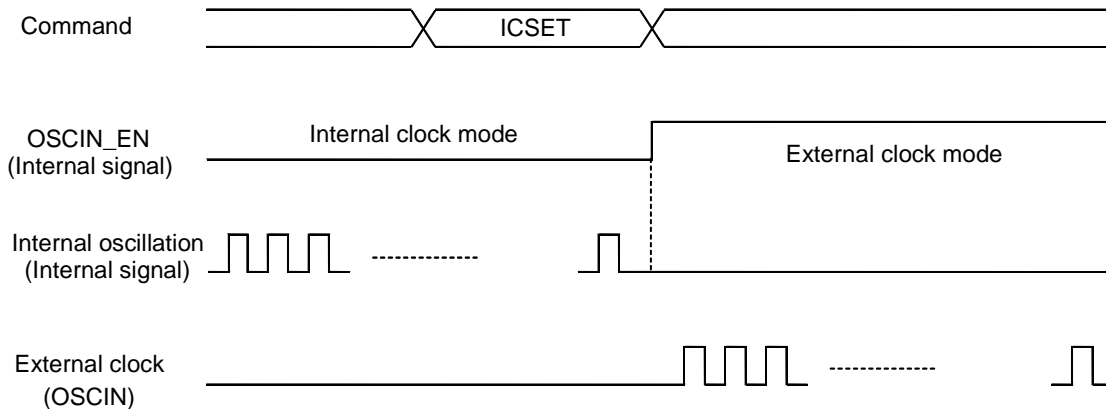 Command
ICSET
OSCIN_EN
(Internal signal)
Internal clock mode
External clock mode
Internal oscillation
(Internal signal)
External clock
(OSCIN)